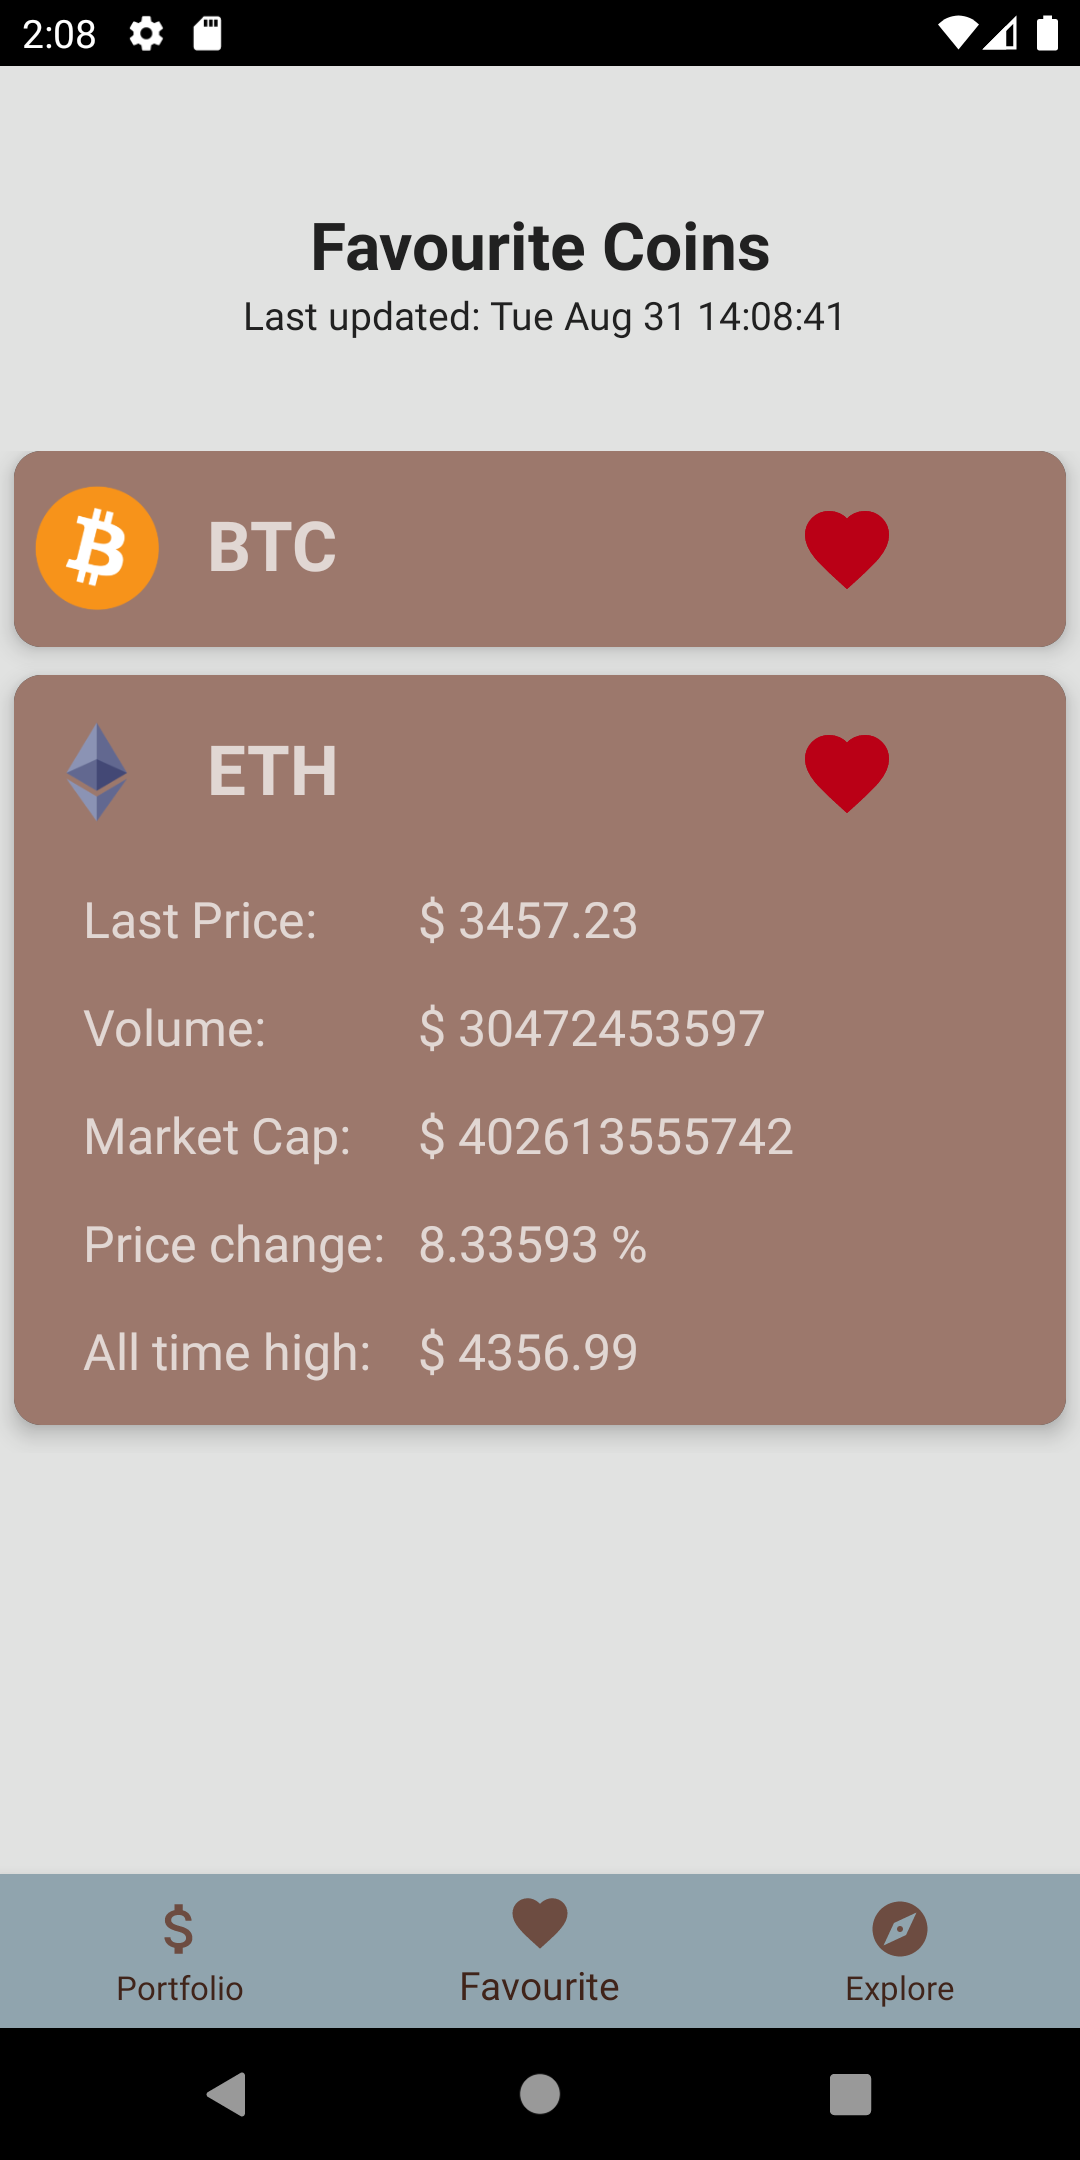 2:08
Favourite Coins
Last updated: Tue Aug 31 14:08:41
BTC
ETH
Last Price: $ 3457.23
Volume: $ 30472453597
Market Cap: $ 402613555742
Price change: 8.33593 %
All time high: $ 4356.99
Portfolio Favourite Explore